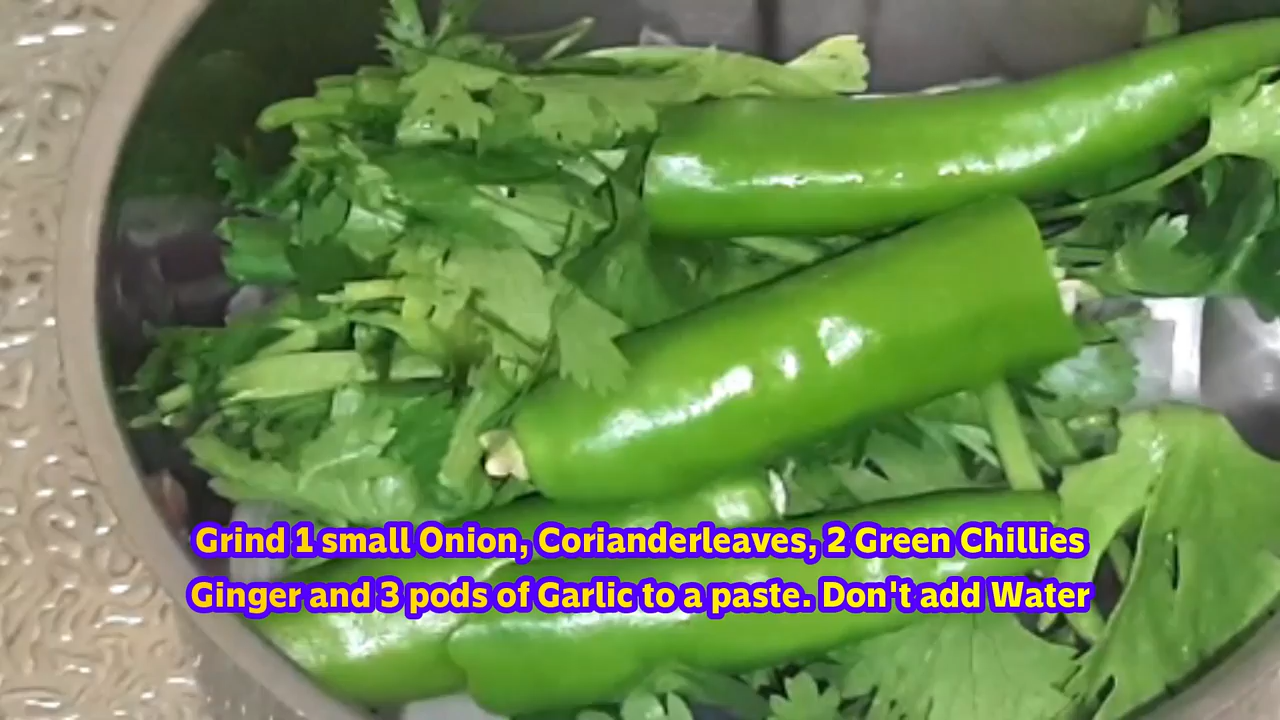 Grind 1 small Onion, Corianderleaves, 2 Green Chillies
Ginger and 3 pods of Garlic to a paste. Don't add Water